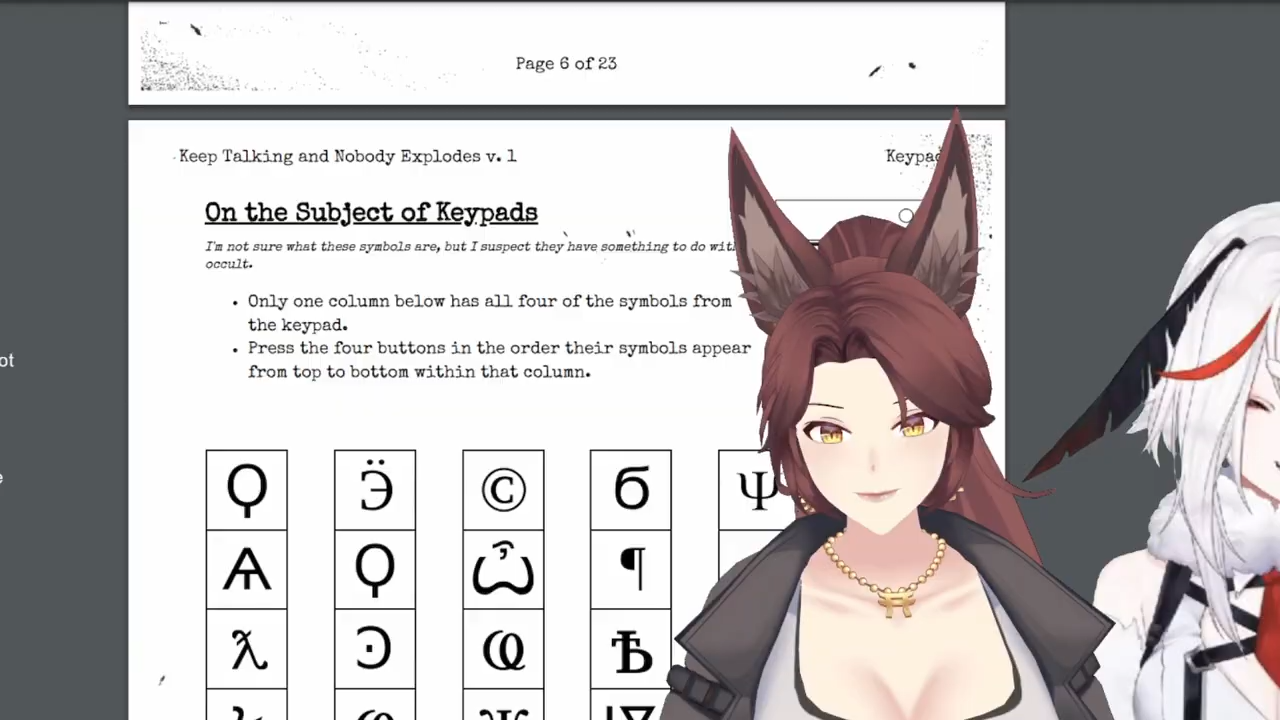 Page 6 of 23
Keep Talking and Nobody Explodes v. 1
On the Subject of Keypads
I'm not sure what these symbols are, but I suspect they have something to do
occult.
• Only one column below has all four of the symbols from
the keypad.
• Press the four buttons in the order their symbols appear
from top to bottom within that column.
Ϙ Ӭ © б Ψ
Ѧ Ϙ Ѽ ¶
ƛ Ͽ Ҩ Ѣ